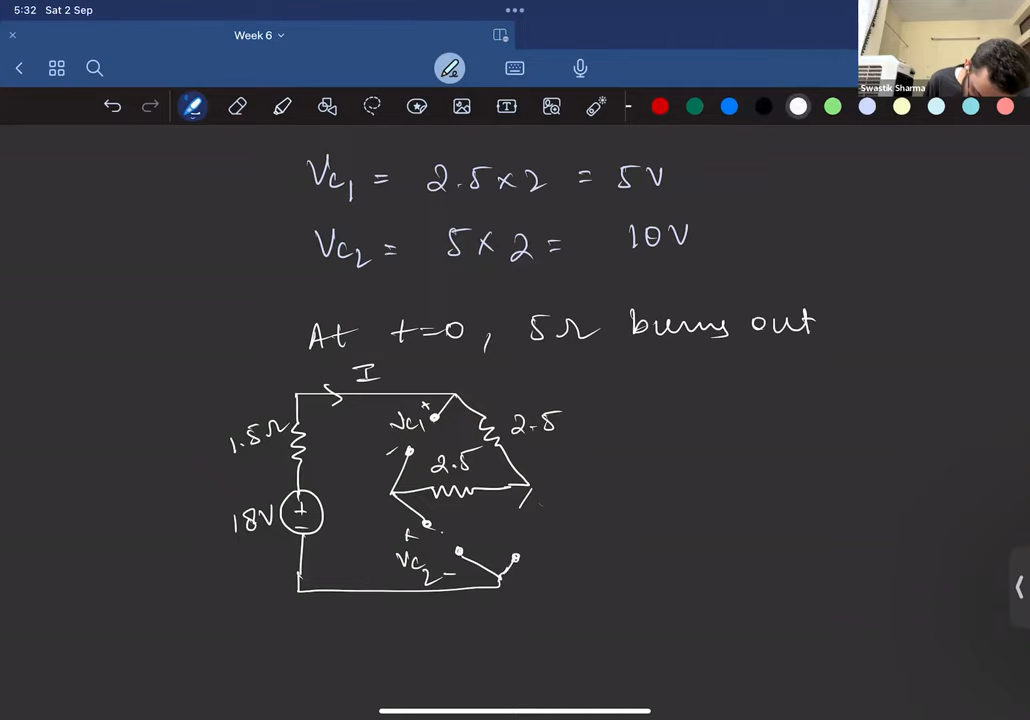 5:32 Sat 2 Sep
Week 6
Swastik Sharma
Vc1 = 2.5×2 = 5V
Vc2 = 5×2 = 10V
At t=0, 5Ω burns out
I
1.5Ω
Vc1
+
-
2.5
2.5
18V
+
-
+
Vc2
-